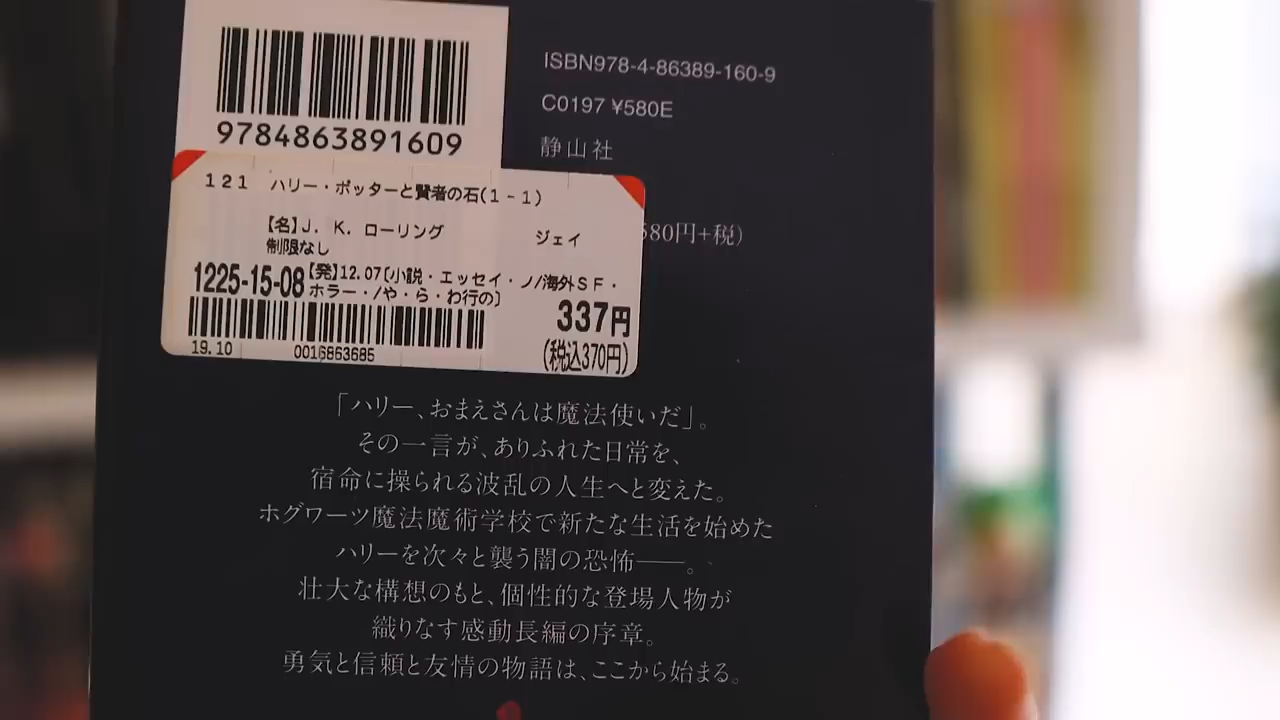 ISBN978-4-86389-160-9
C0197 ¥580E
9784863891609
静山社
580円+税）
121 ハリー・ポッターと賢者の石(1-1)
【名】J. K. ローリング ジェイ
制限なし
1225-15-08【発】12.07〔小説・エッセイ・ノ/海外SF・
ホラー・/や・ら・わ行の〕
337円
19.10 0016863685 (税込370円)
「ハリー、おまえさんは魔法使いだ」。
その一言が、ありふれた日常を、
宿命に操られる波乱の人生へと変えた。
ホグワーツ魔法魔術学校で新たな生活を始めた
ハリーを次々と襲う闇の恐怖――。
壮大な構想のもと、個性的な登場人物が
織りなす感動長編の序章。
勇気と信頼と友情の物語は、ここから始まる。